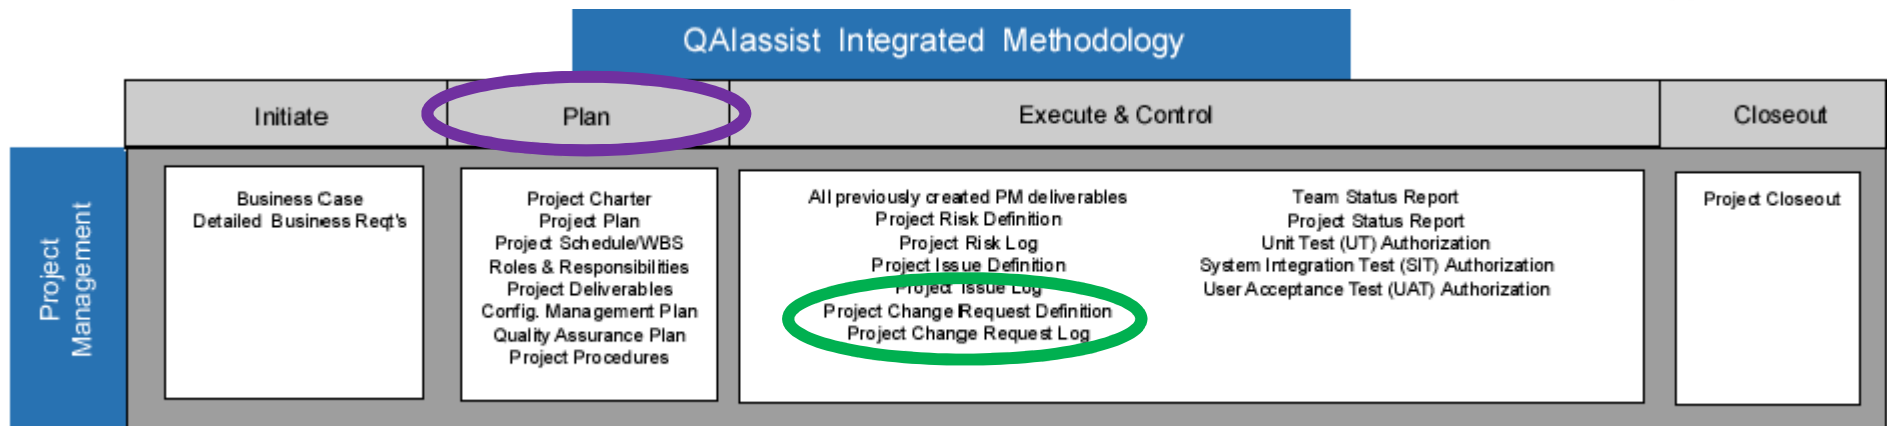 QAIassist Integrated Methodology
Initiate
Plan
Execute & Control
Closeout
Project
Management
Business Case
Detailed Business Reqt's
Project Charter
Project Plan
Project Schedule/WBS
Roles & Responsibilities
Project Deliverables
Config. Management Plan
Quality Assurance Plan
Project Procedures
All previously created PM deliverables
Project Risk Definition
Project Risk Log
Project Issue Definition
Project Issue Log
Project Change Request Definition
Project Change Request Log
Team Status Report
Project Status Report
Unit Test (UT) Authorization
System Integration Test (SIT) Authorization
User Acceptance Test (UAT) Authorization
Project Closeout